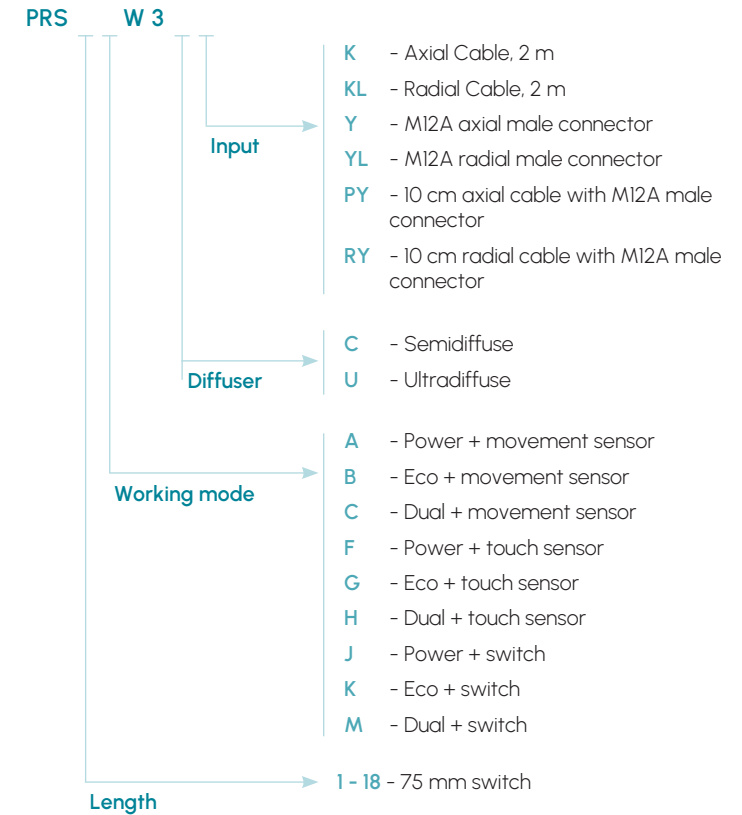 PRS W 3
K - Axial Cable, 2 m
KL - Radial Cable, 2 m
Y - M12A axial male connector
Input
YL - M12A radial male connector
PY - 10 cm axial cable with M12A male
connector
RY - 10 cm radial cable with M12A male
connector
C - Semidiffuse
Diffuser
U - Ultradiffuse
A - Power + movement sensor
B - Eco + movement sensor
Working mode
C - Dual + movement sensor
F - Power + touch sensor
G - Eco + touch sensor
H - Dual + touch sensor
J - Power + switch
K - Eco + switch
M - Dual + switch
1 - 18 - 75 mm switch
Length